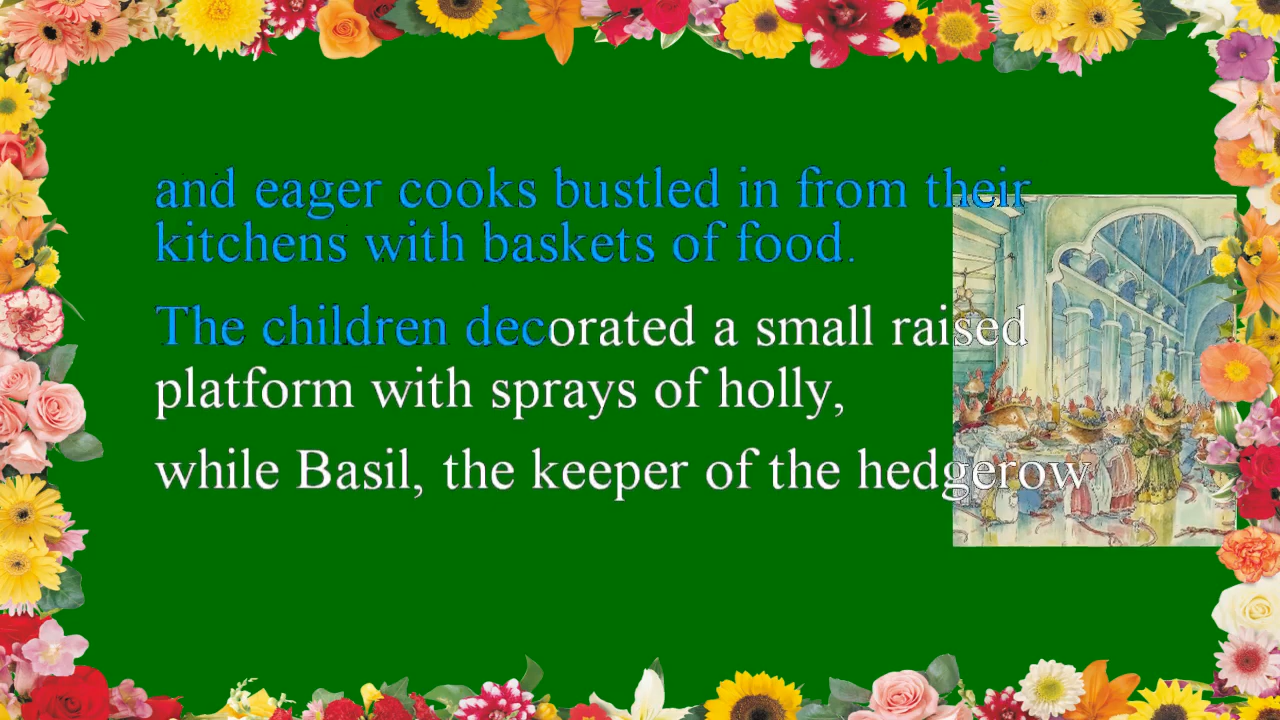 and eager cooks bustled in from their
kitchens with baskets of food.
The children decorated a small raised
platform with sprays of holly,
while Basil, the keeper of the hedgerow